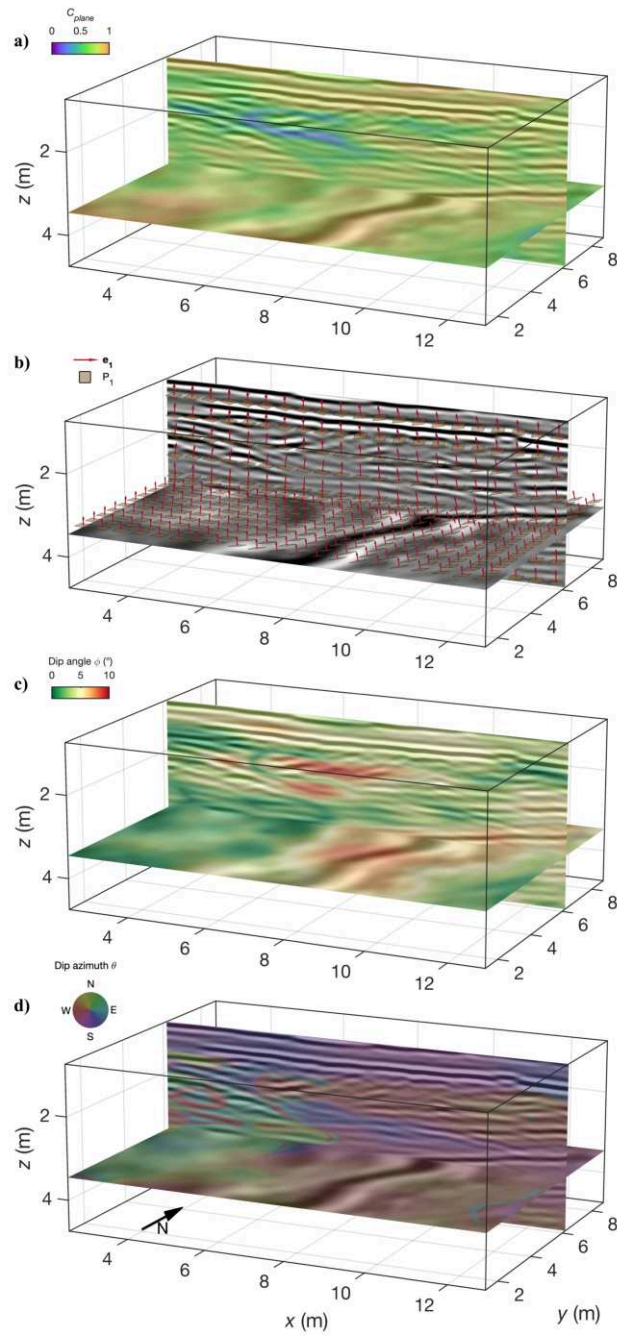 C_plane
a) 0 0.5 1
2
4
z (m)
4 6 8 10 12
2 4 6 8
b) e₁
P₁
2
4
z (m)
4 6 8 10 12
2 4 6 8
Dip angle ϕ (°)
c) 0 5 10
2
4
z (m)
4 6 8 10 12
2 4 6 8
Dip azimuth θ
d) N
W E
S
2
4
z (m)
N
4 6 8 10 12
2 4 6 8
x (m) y (m)